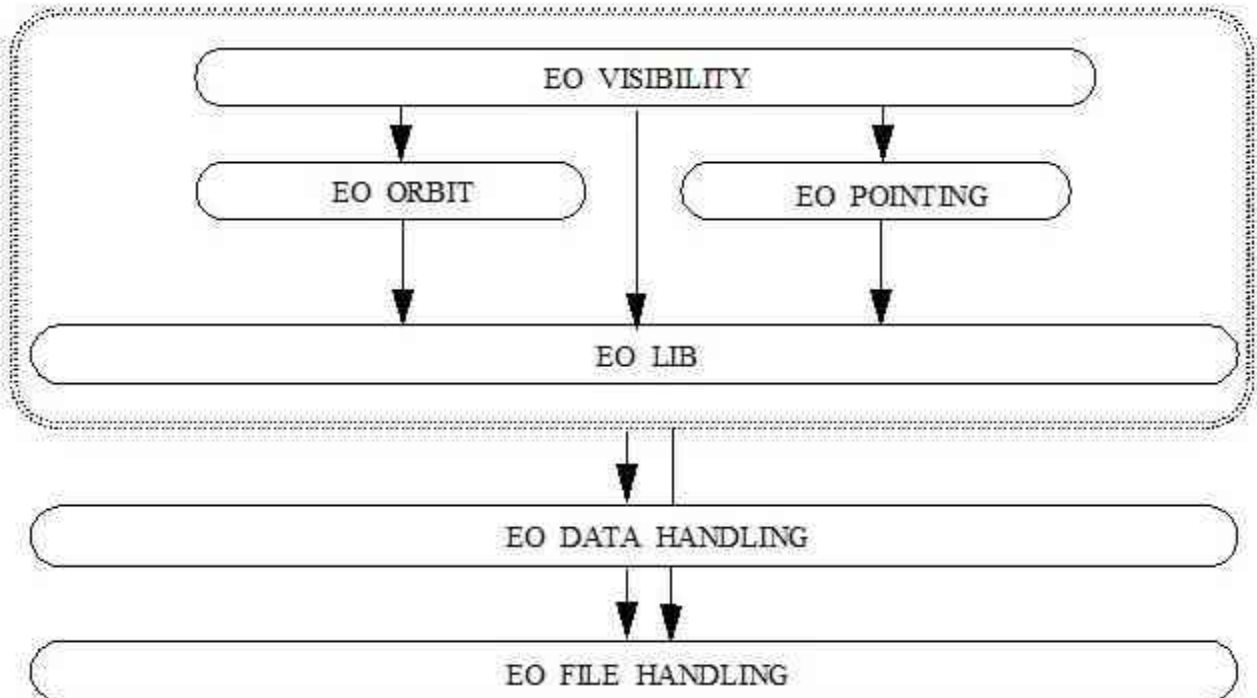 EO VISIBILITY
EO ORBIT
EO POINTING
EO LIB
EO DATA HANDLING
EO FILE HANDLING